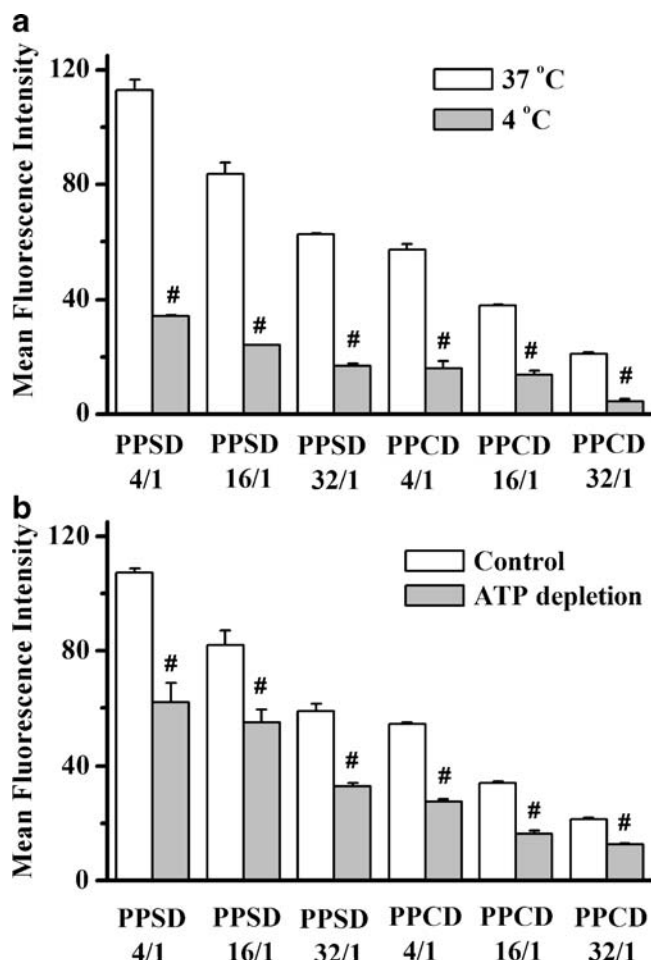 a
Mean Fluorescence Intensity
120
80
40
0
37 °C
4 °C
# # # # # #
PPSD PPSD PPSD PPCD PPCD PPCD
4/1 16/1 32/1 4/1 16/1 32/1
b
Mean Fluorescence Intensity
120
80
40
0
Control
ATP depletion
# # # # # #
PPSD PPSD PPSD PPCD PPCD PPCD
4/1 16/1 32/1 4/1 16/1 32/1